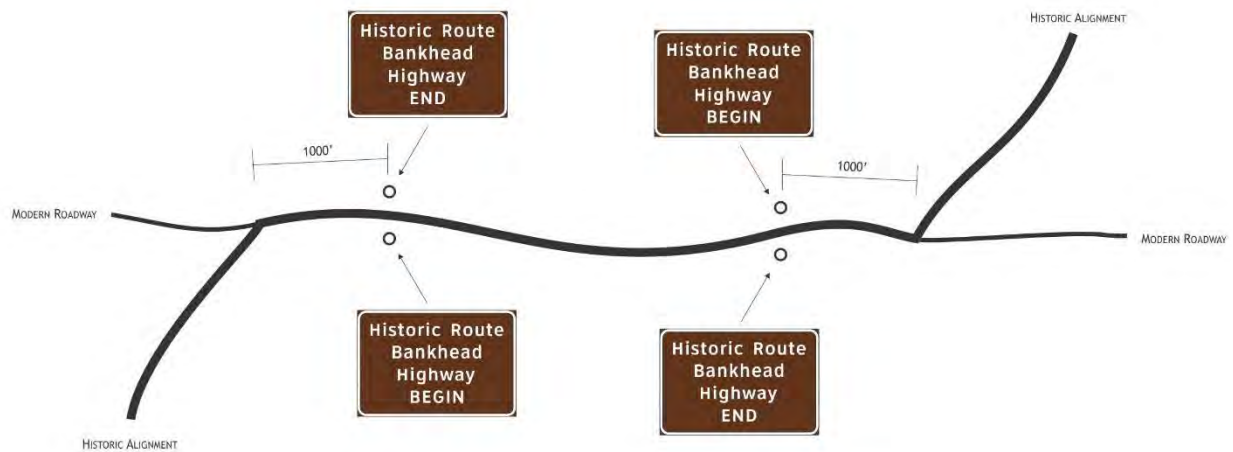 HISTORIC ALIGNMENT
Historic Route
Bankhead
Highway
END
Historic Route
Bankhead
Highway
BEGIN
1000'
1000'
MODERN ROADWAY
MODERN ROADWAY
Historic Route
Bankhead
Highway
BEGIN
Historic Route
Bankhead
Highway
END
HISTORIC ALIGNMENT